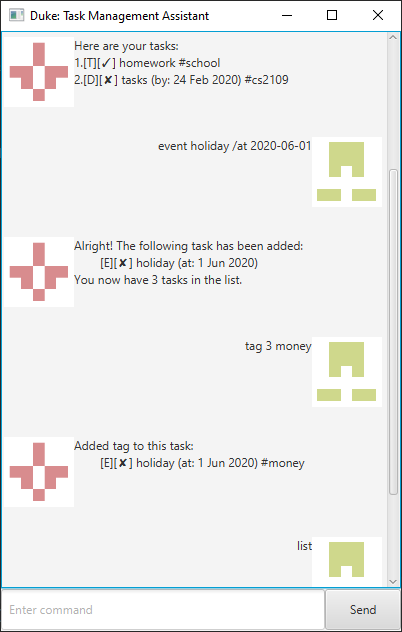 Duke: Task Management Assistant
Here are your tasks:
1.[T][✓] homework #school
2.[D][✘] tasks (by: 24 Feb 2020) #cs2109
event holiday /at 2020-06-01
Alright! The following task has been added:
[E][✘] holiday (at: 1 Jun 2020)
You now have 3 tasks in the list.
tag 3 money
Added tag to this task:
[E][✘] holiday (at: 1 Jun 2020) #money
list
Enter command
Send